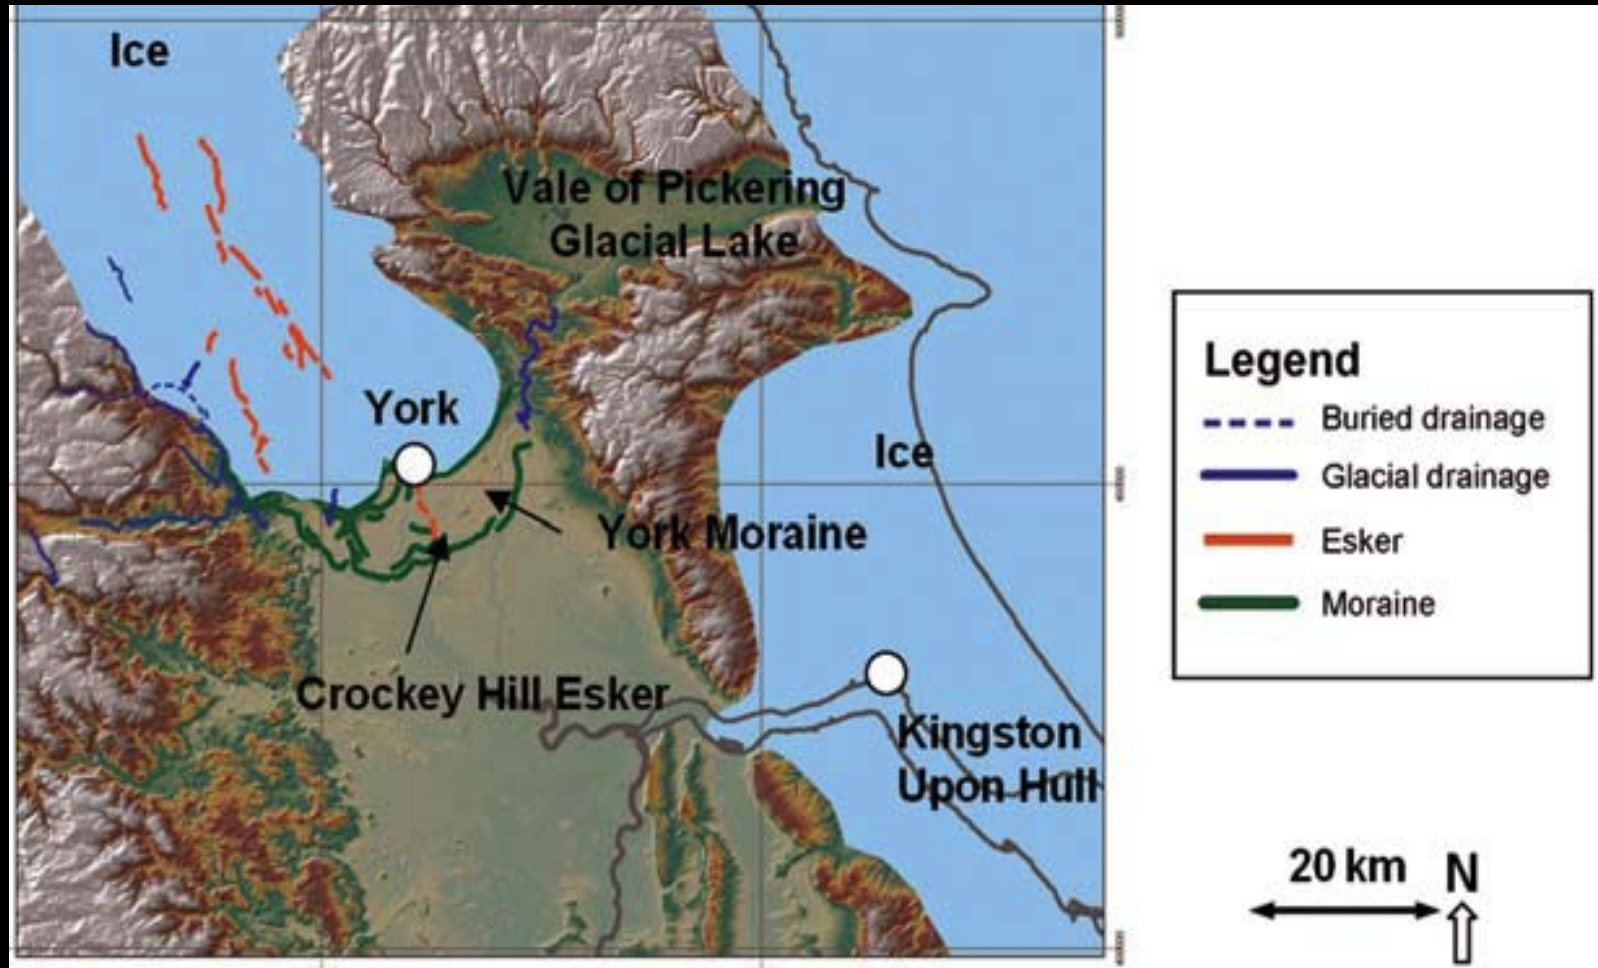 Ice
Vale of Pickering
Glacial Lake
York
Ice
York Moraine
Crockey Hill Esker
Kingston
Upon Hull
Legend
Buried drainage
Glacial drainage
Esker
Moraine
20 km
N